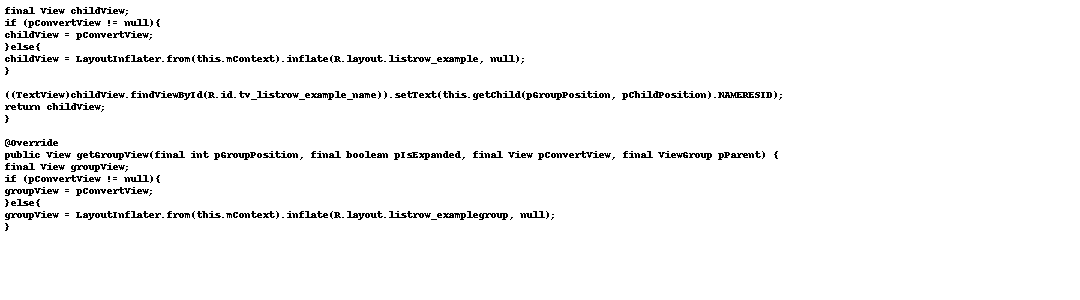 final View childView;
if (pConvertView != null){
childView = pConvertView;
}else{
childView = LayoutInflater.from(this.mContext).inflate(R.layout.listrow_example, null);
}
((TextView)childView.findViewById(R.id.tv_listrow_example_name)).setText(this.getChild(pGroupPosition, pChildPosition).NAMERESID);
return childView;
}
@Override
public View getGroupView(final int pGroupPosition, final boolean pIsExpanded, final View pConvertView, final ViewGroup pParent) {
final View groupView;
if (pConvertView != null){
groupView = pConvertView;
}else{
groupView = LayoutInflater.from(this.mContext).inflate(R.layout.listrow_examplegroup, null);
}